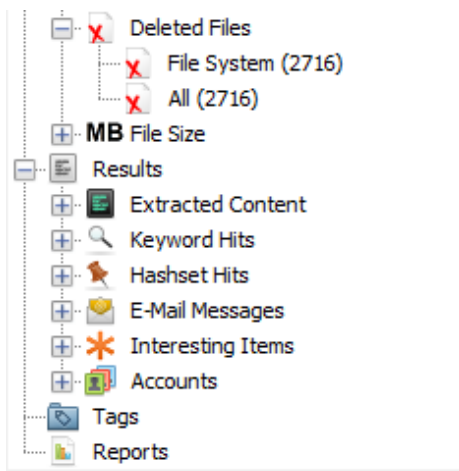 Deleted Files
File System (2716)
All (2716)
MB File Size
Results
Extracted Content
Keyword Hits
Hashset Hits
E-Mail Messages
Interesting Items
Accounts
Tags
Reports